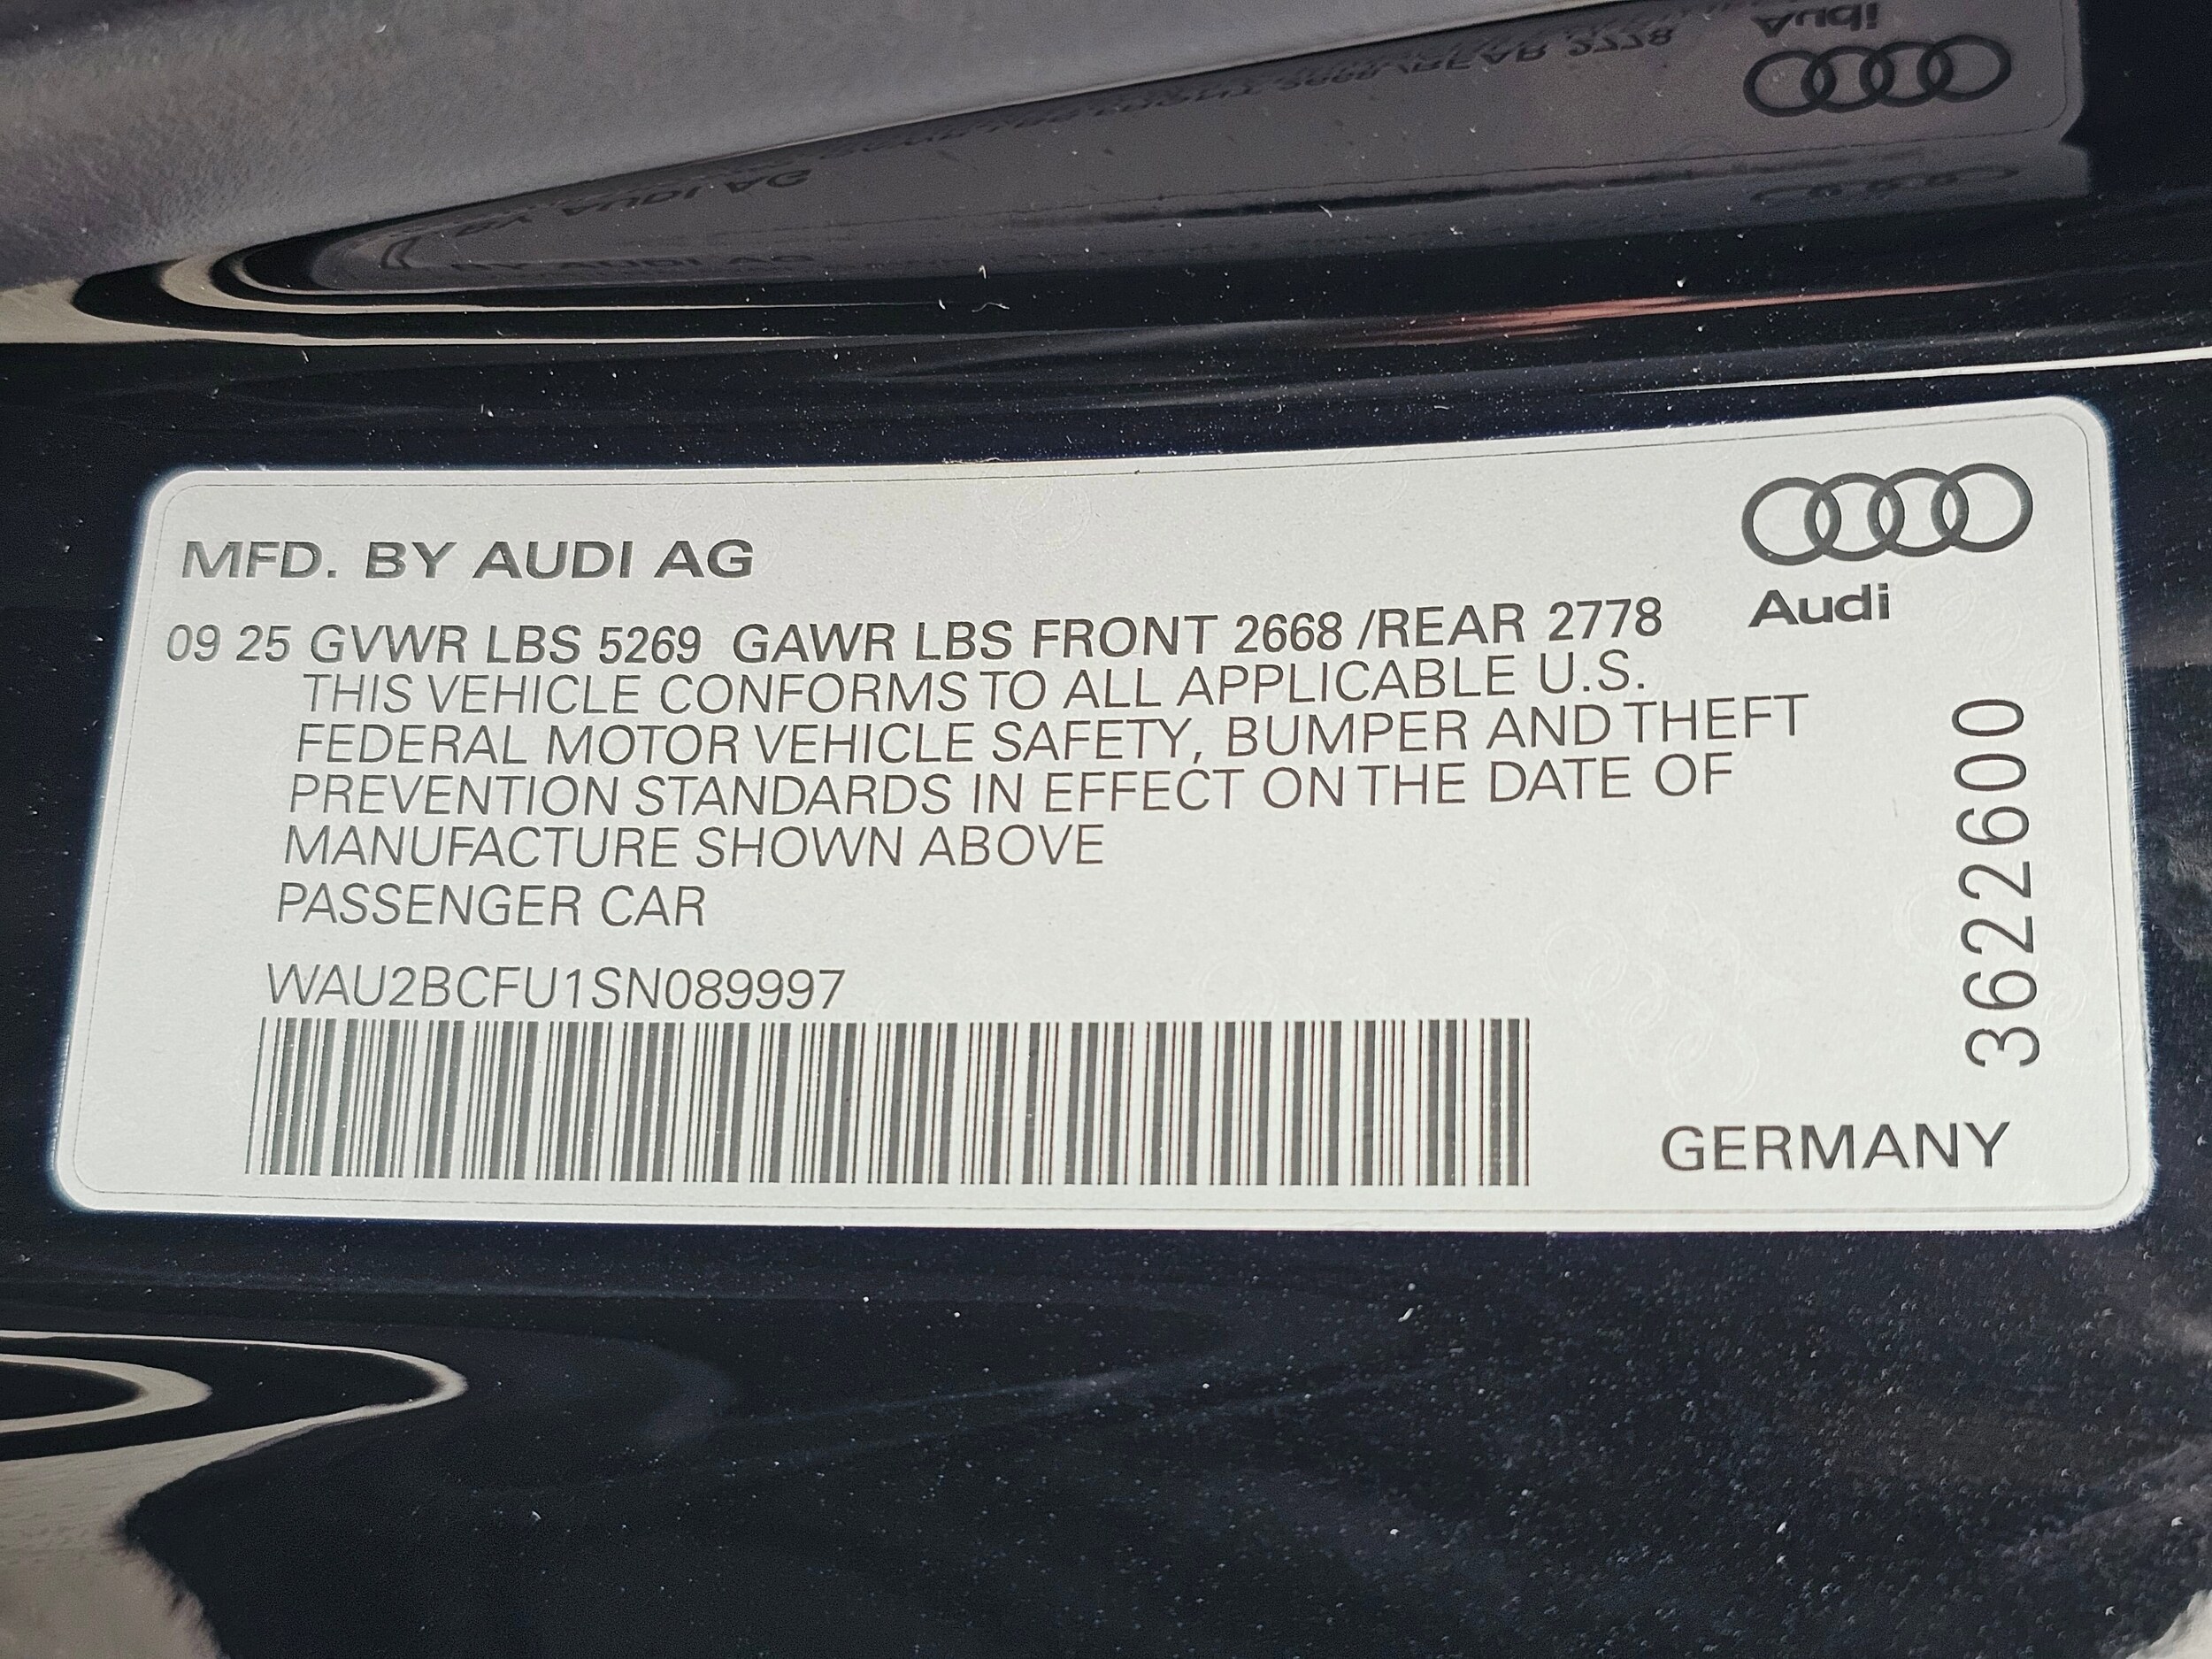 MFD. BY AUDI AG
Audi
09 25 GVWR LBS 5269 GAWR LBS FRONT 2668 /REAR 2778
THIS VEHICLE CONFORMS TO ALL APPLICABLE U.S.
FEDERAL MOTOR VEHICLE SAFETY, BUMPER AND THEFT
PREVENTION STANDARDS IN EFFECT ON THE DATE OF
MANUFACTURE SHOWN ABOVE
PASSENGER CAR
WAU2BCFU1SN089997
3622600
GERMANY